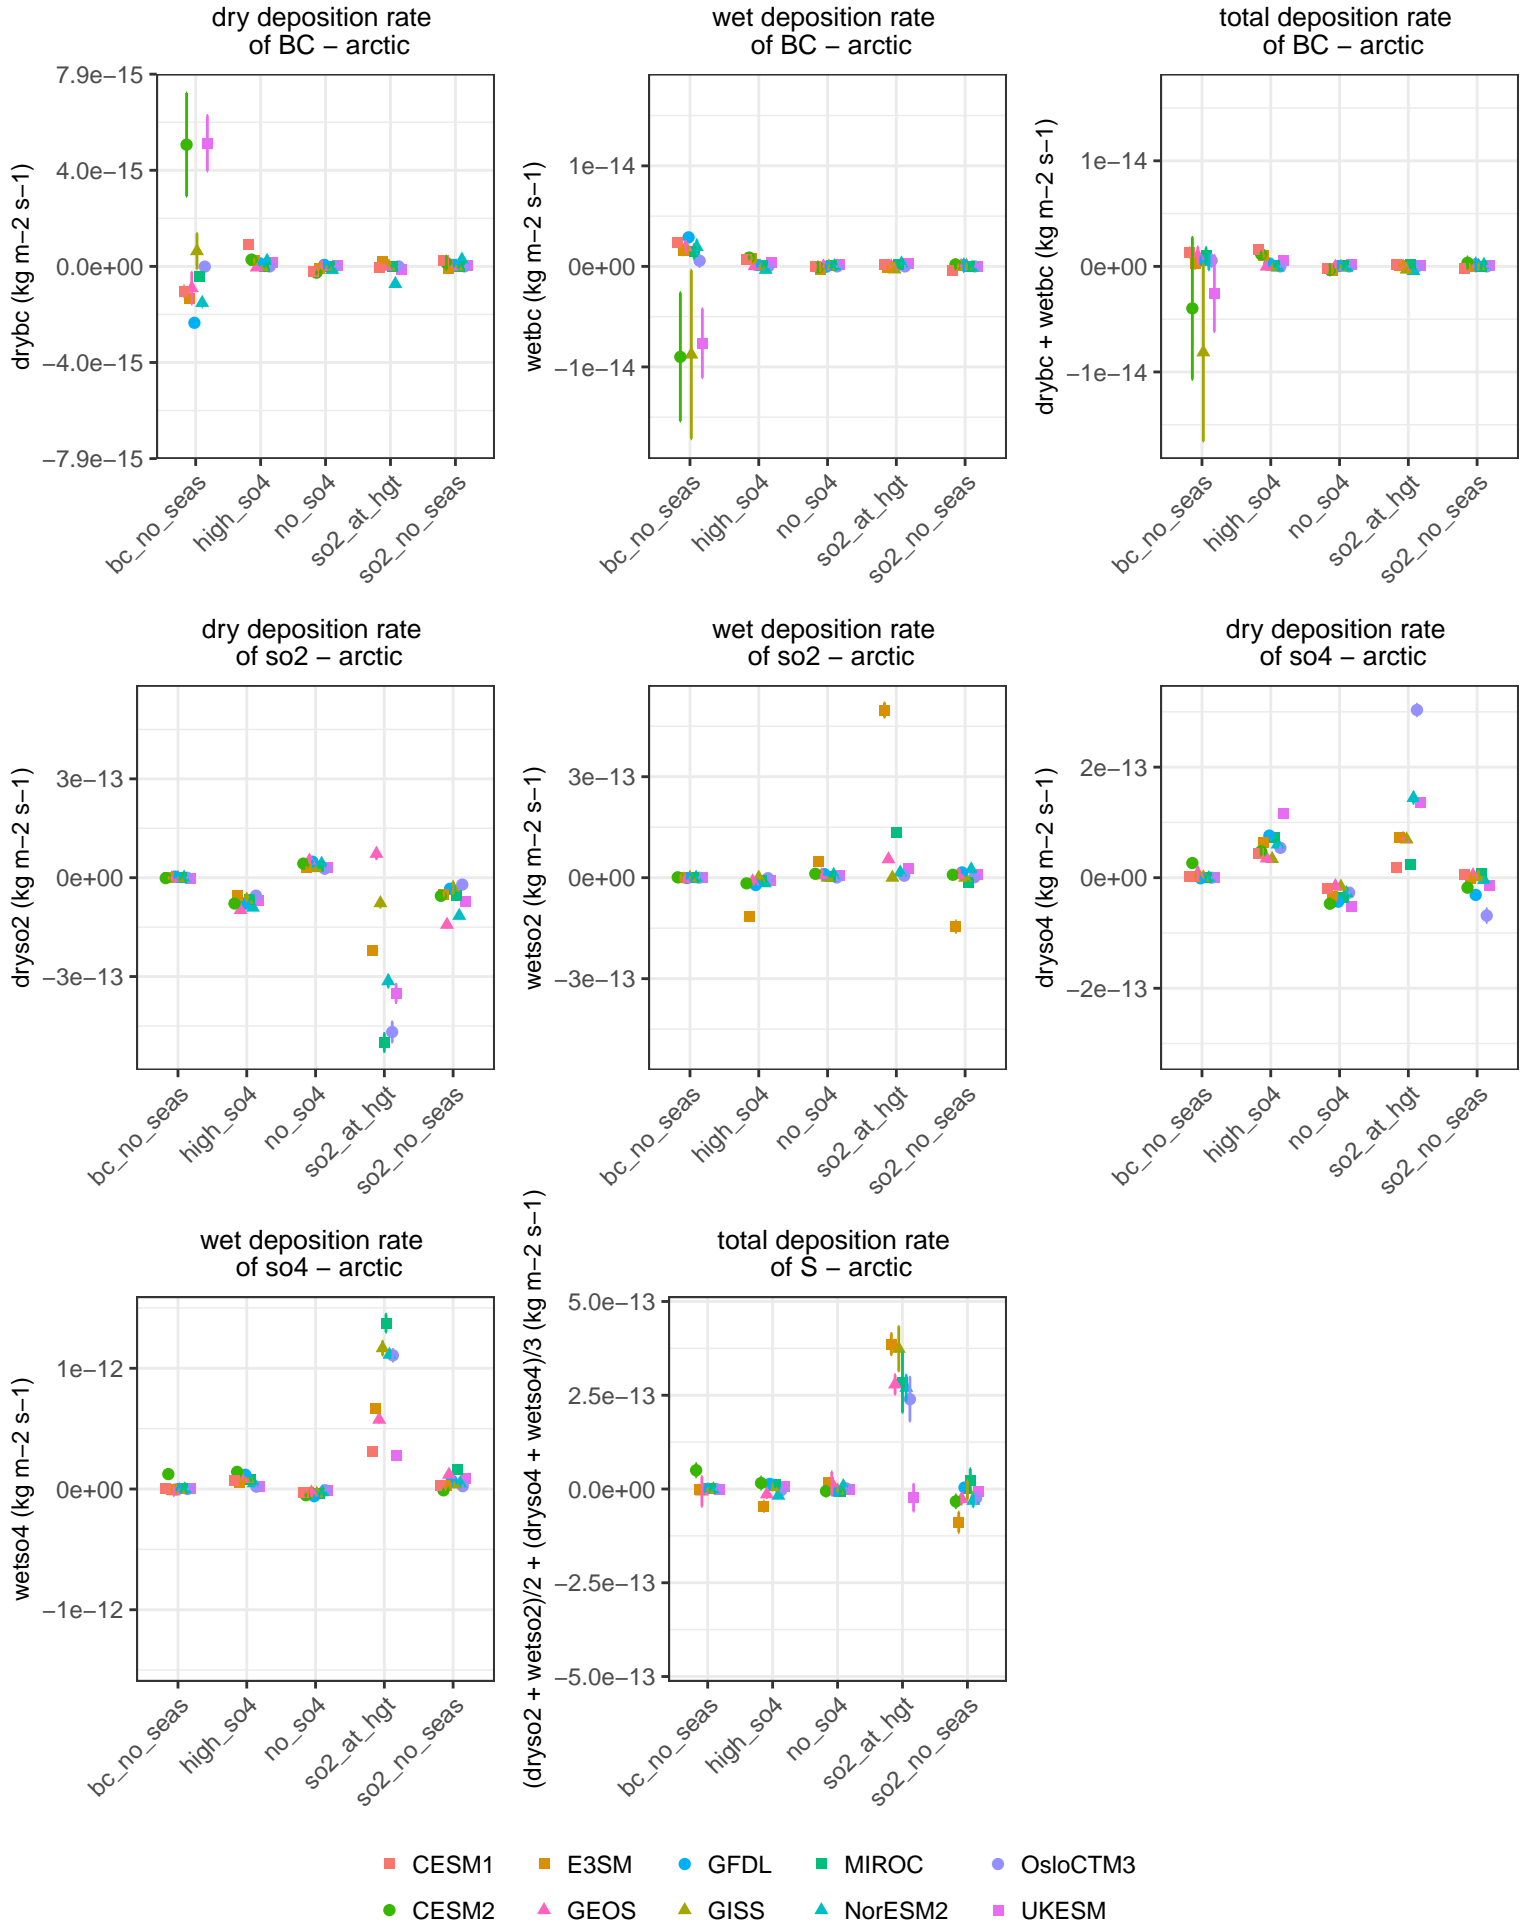 dry deposition rate
of BC − arctic
drybc (kg m−2 s−1)
7.9e−15
4.0e−15
0.0e+00
−4.0e−15
−7.9e−15
bc_no_seas
high_so4
no_so4
so2_at_hgt
so2_no_seas
wet deposition rate
of BC − arctic
wetbc (kg m−2 s−1)
1e−14
0e+00
−1e−14
bc_no_seas
high_so4
no_so4
so2_at_hgt
so2_no_seas
total deposition rate
of BC − arctic
drybc + wetbc (kg m−2 s−1)
1e−14
0e+00
−1e−14
bc_no_seas
high_so4
no_so4
so2_at_hgt
so2_no_seas
dry deposition rate
of so2 − arctic
dryso2 (kg m−2 s−1)
3e−13
0e+00
−3e−13
bc_no_seas
high_so4
no_so4
so2_at_hgt
so2_no_seas
wet deposition rate
of so2 − arctic
wetso2 (kg m−2 s−1)
3e−13
0e+00
−3e−13
bc_no_seas
high_so4
no_so4
so2_at_hgt
so2_no_seas
dry deposition rate
of so4 − arctic
dryso4 (kg m−2 s−1)
2e−13
0e+00
−2e−13
bc_no_seas
high_so4
no_so4
so2_at_hgt
so2_no_seas
wet deposition rate
of so4 − arctic
wetso4 (kg m−2 s−1)
1e−12
0e+00
−1e−12
bc_no_seas
high_so4
no_so4
so2_at_hgt
so2_no_seas
total deposition rate
of S − arctic
(dryso2 + wetso2)/2 + (dryso4 + wetso4)/3 (kg m−2 s−1)
5.0e−13
2.5e−13
0.0e+00
−2.5e−13
−5.0e−13
bc_no_seas
high_so4
no_so4
so2_at_hgt
so2_no_seas
CESM1 E3SM GFDL MIROC OsloCTM3
CESM2 GEOS GISS NorESM2 UKESM